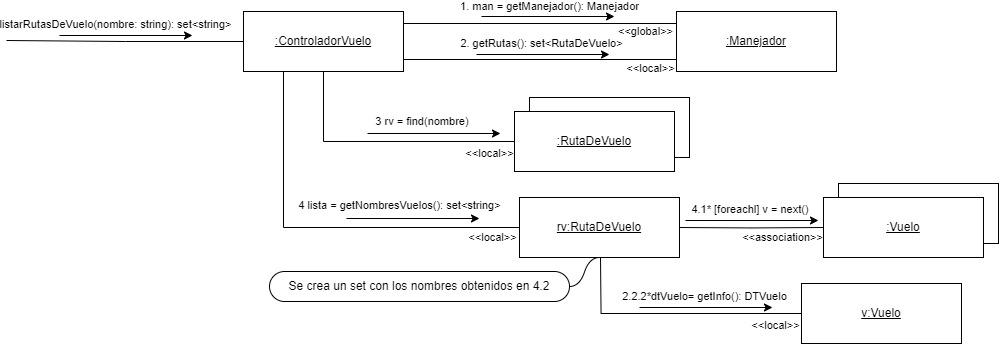 1. man = getManejador(): Manejador
listarRutasDeVuelo(nombre: string): set<string>
<<global>>
:ControladorVuelo
:Manejador
2. getRutas(): set<RutaDeVuelo>
<<local>>
3 rv = find(nombre)
:RutaDeVuelo
<<local>>
4 lista = getNombresVuelos(): set<string>
4.1* [foreachl] v = next()
rv:RutaDeVuelo
:Vuelo
<<local>>
<<association>>
Se crea un set con los nombres obtenidos en 4.2
2.2.2*dtVuelo= getInfo(): DTVuelo
v:Vuelo
<<local>>